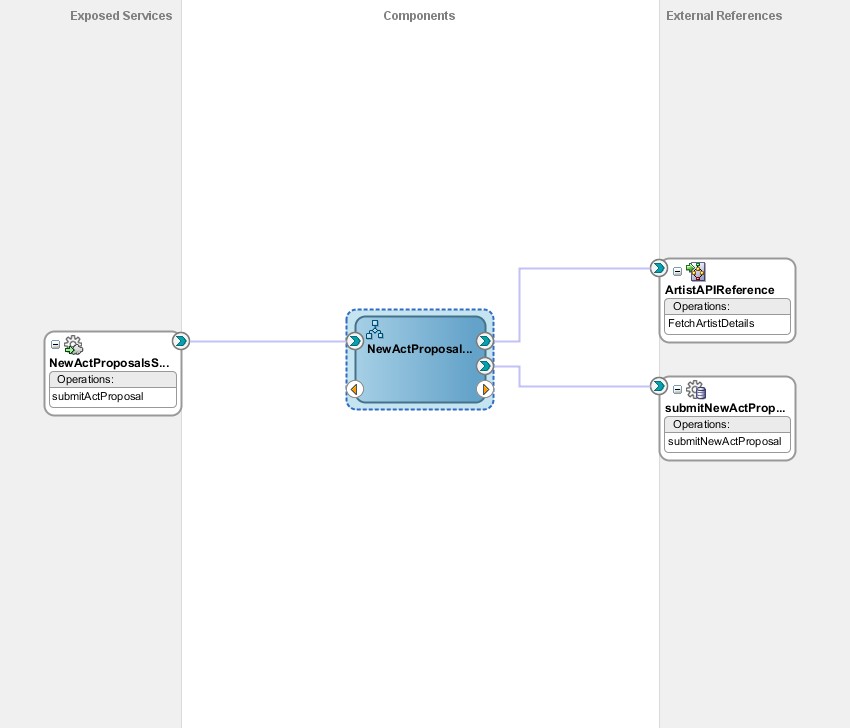 Exposed Services
Components
External References
NewActProposalsS...
Operations:
submitActProposal
NewActProposal...
ArtistAPIReference
Operations:
FetchArtistDetails
submitNewActProp...
Operations:
submitNewActProposal